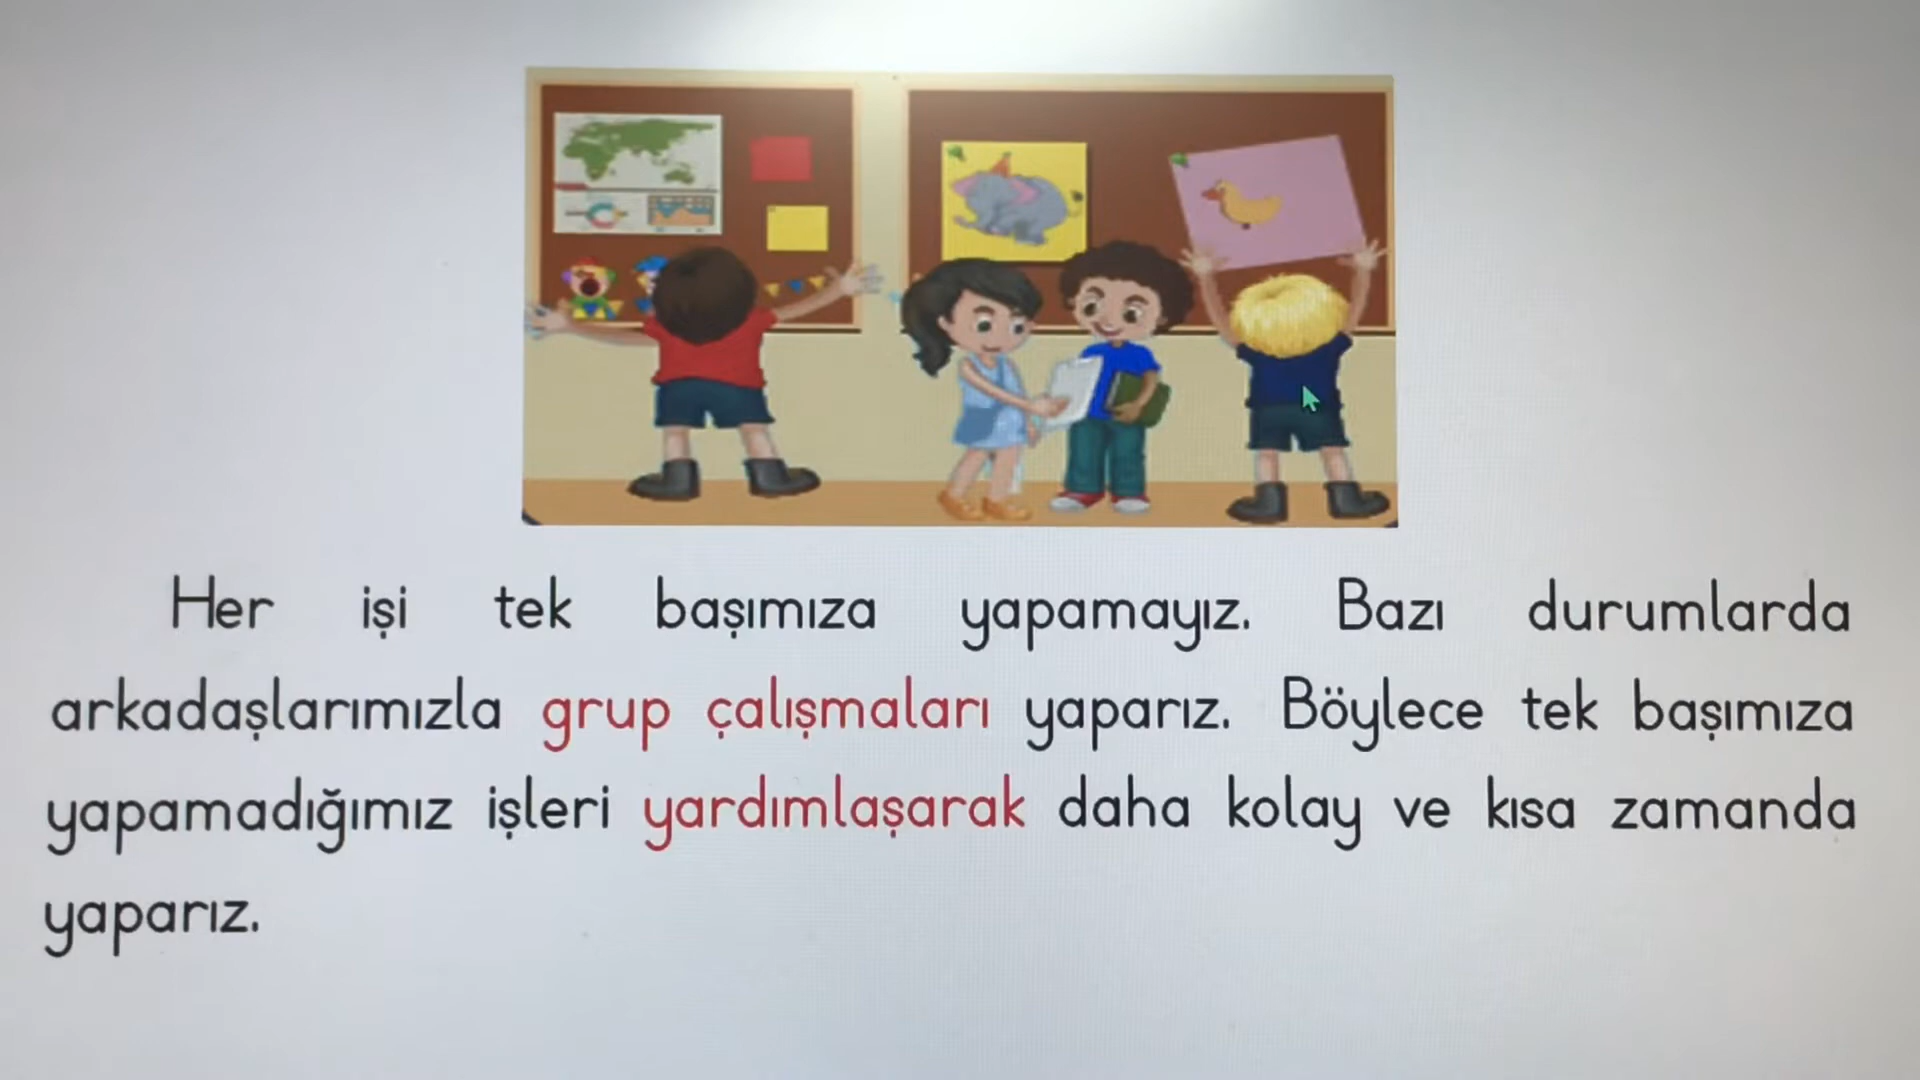 Her işi tek başımıza yapamayız. Bazı durumlarda
arkadaşlarımızla grup çalışmaları yaparız. Böylece tek başımıza
yapamadığımız işleri yardımlaşarak daha kolay ve kısa zamanda
yaparız.